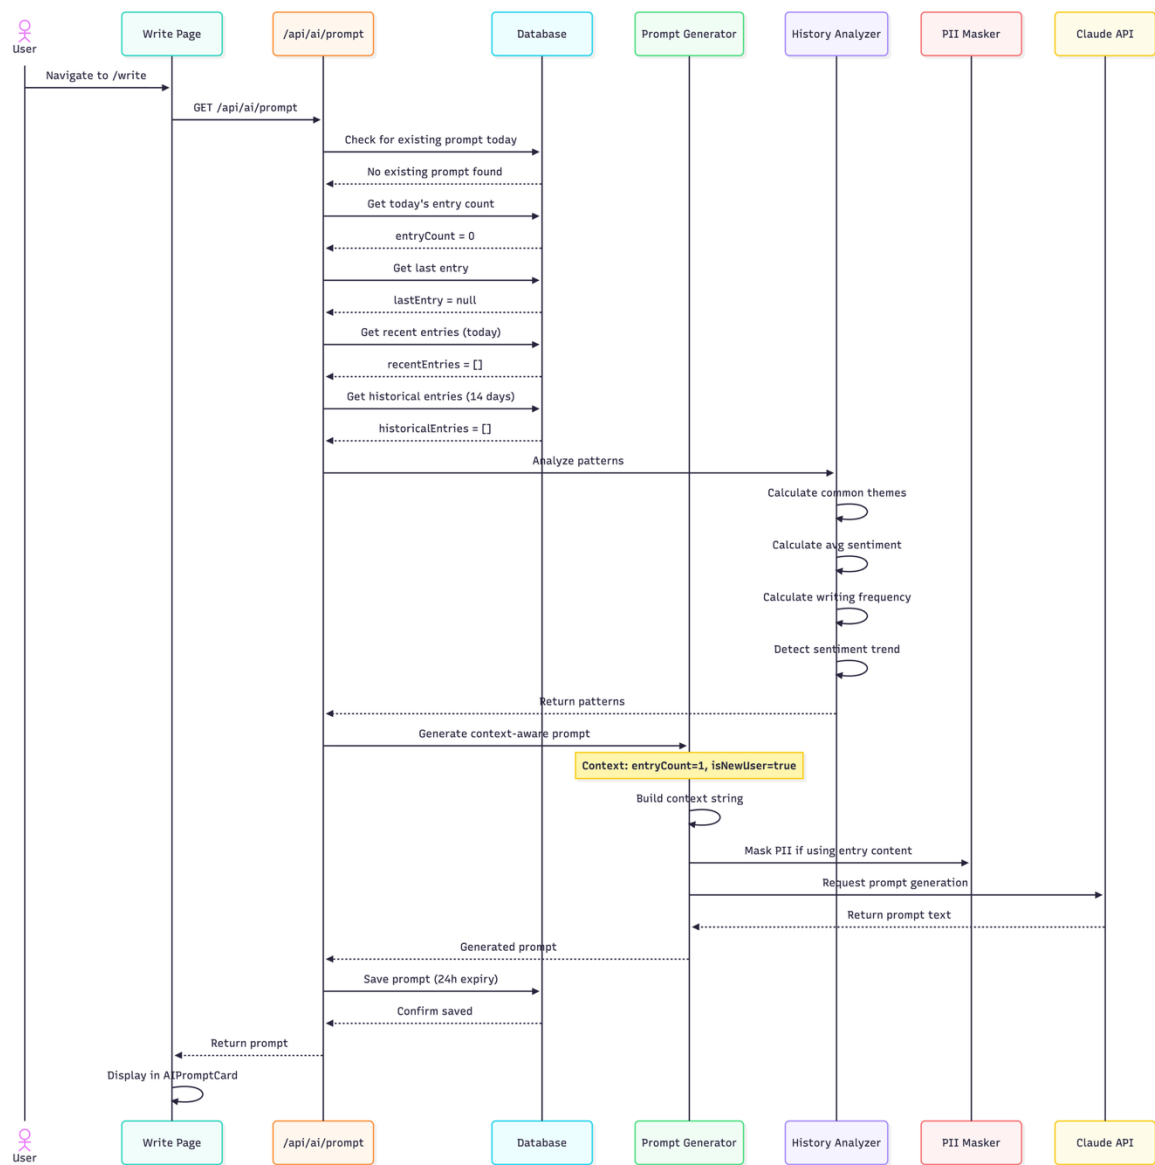 User
Write Page
/api/ai/prompt
Database
Prompt Generator
History Analyzer
PII Masker
Claude API
Navigate to /write
GET /api/ai/prompt
Check for existing prompt today
No existing prompt found
Get today's entry count
entryCount = 0
Get last entry
lastEntry = null
Get recent entries (today)
recentEntries = []
Get historical entries (14 days)
historicalEntries = []
Analyze patterns
Calculate common themes
Calculate avg sentiment
Calculate writing frequency
Detect sentiment trend
Return patterns
Generate context-aware prompt
Context: entryCount=1, isNewUser=true
Build context string
Mask PII if using entry content
Request prompt generation
Return prompt text
Generated prompt
Save prompt (24h expiry)
Confirm saved
Return prompt
Display in AIPromptCard
User
Write Page
/api/ai/prompt
Database
Prompt Generator
History Analyzer
PII Masker
Claude API